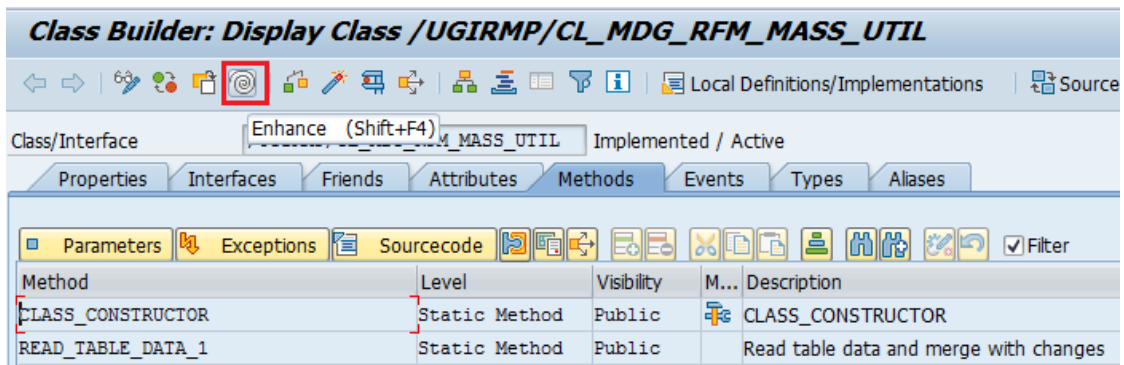 Class Builder: Display Class /UGIRMP/CL_MDG_RFM_MASS_UTIL
Local Definitions/Implementations Source
Enhance (Shift+F4)
Class/Interface MASS_UTIL Implemented / Active
Properties Interfaces Friends Attributes Methods Events Types Aliases
Parameters Exceptions Sourcecode Filter
Method Level Visibility M... Description
CLASS_CONSTRUCTOR Static Method Public CLASS_CONSTRUCTOR
READ_TABLE_DATA_1 Static Method Public Read table data and merge with changes